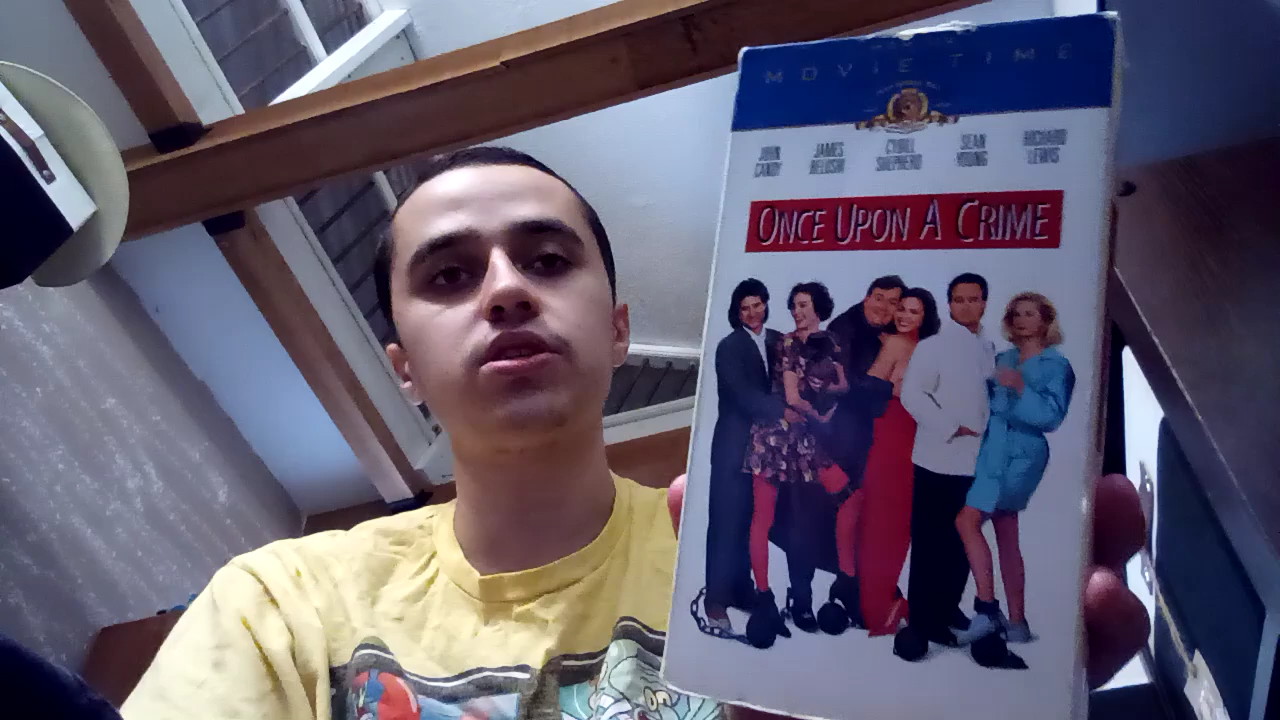 MOVIE TIME
JOHN CANDY JAMES BELUSHI CYBILL SHEPHERD SEAN YOUNG RICHARD LEWIS
ONCE UPON A CRIME